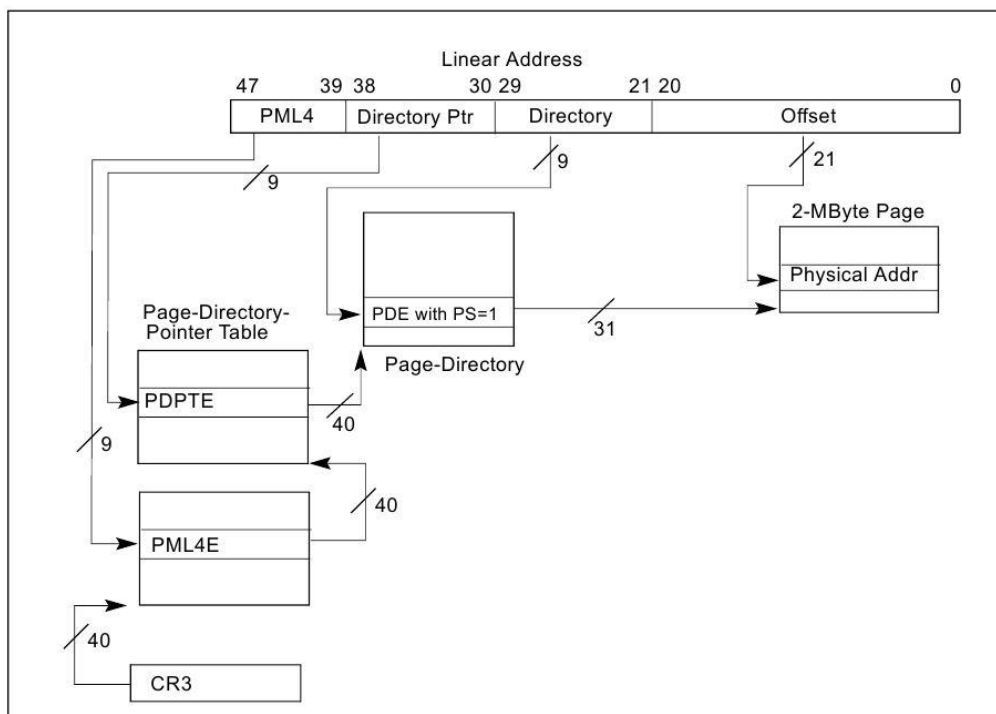 Linear Address
47 39 38 30 29 21 20 0
PML4 Directory Ptr Directory Offset
9 9 21
2-MByte Page
Physical Addr
PDE with PS=1
31
Page-Directory-
Pointer Table
Page-Directory
PDPTE
40
9
40
PML4E
40
CR3